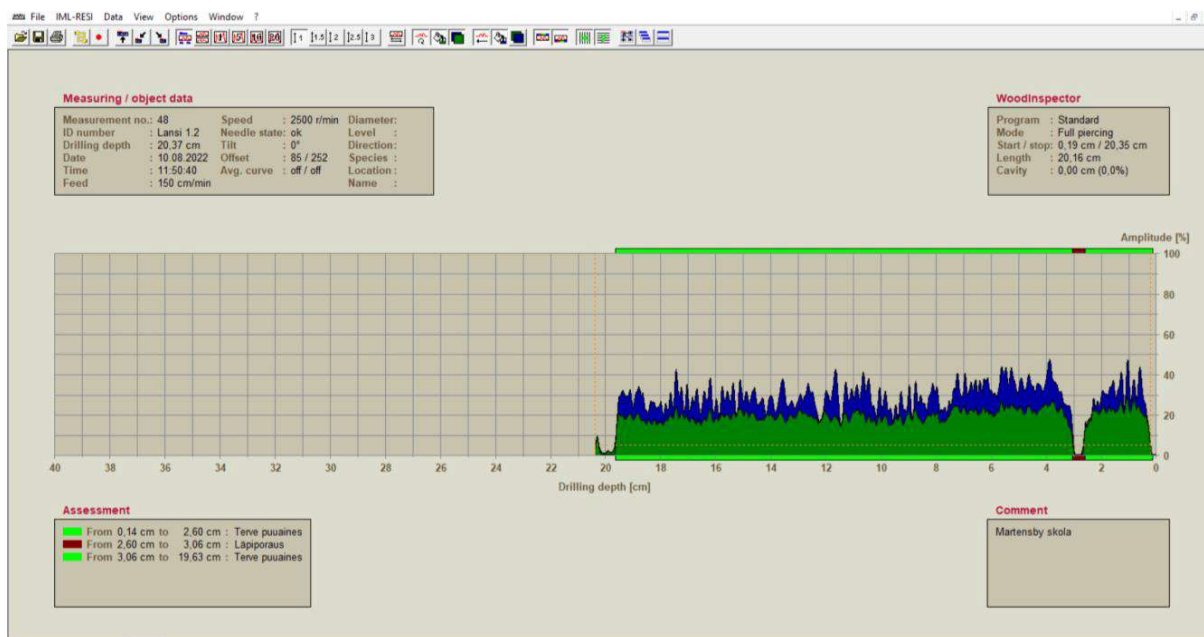 File IML-RESI Data View Options Window ?
1 1.5 2 2.5 3
Measuring / object data
Measurement no.: 48 Speed : 2500 r/min Diameter:
ID number : Lansi 1.2 Needle state: ok Level :
Drilling depth : 20,37 cm Tilt : 0° Direction:
Date : 10.08.2022 Offset : 85 / 252 Species :
Time : 11:50:40 Avg. curve : off / off Location :
Feed : 150 cm/min Name :
WoodInspector
Program : Standard
Mode : Full piercing
Start / stop: 0,19 cm / 20,35 cm
Length : 20,16 cm
Cavity : 0,00 cm (0,0%)
Amplitude [%]
100
80
60
40
20
0
40 38 36 34 32 30 28 26 24 22 20 18 16 14 12 10 8 6 4 2 0
Drilling depth [cm]
Assessment
From 0,14 cm to 2,60 cm : Terve puuaines
From 2,60 cm to 3,06 cm : Läpiporaus
From 3,06 cm to 19,63 cm : Terve puuaines
Comment
Martensby skola